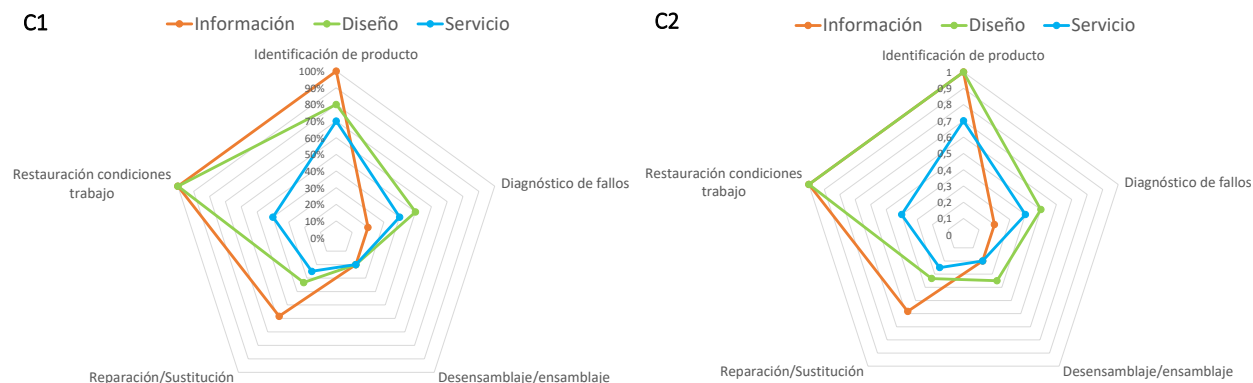 C1
Información Diseño Servicio
Identificación de producto
100%
90%
80%
70%
60%
50%
40%
30%
20%
10%
0%
Diagnóstico de fallos
Desensamblaje/ensamblaje
Reparación/Sustitución
Restauración condiciones
trabajo
C2
Información Diseño Servicio
Identificación de producto
1
0,9
0,8
0,7
0,6
0,5
0,4
0,3
0,2
0,1
0
Diagnóstico de fallos
Desensamblaje/ensamblaje
Reparación/Sustitución
Restauración condiciones
trabajo